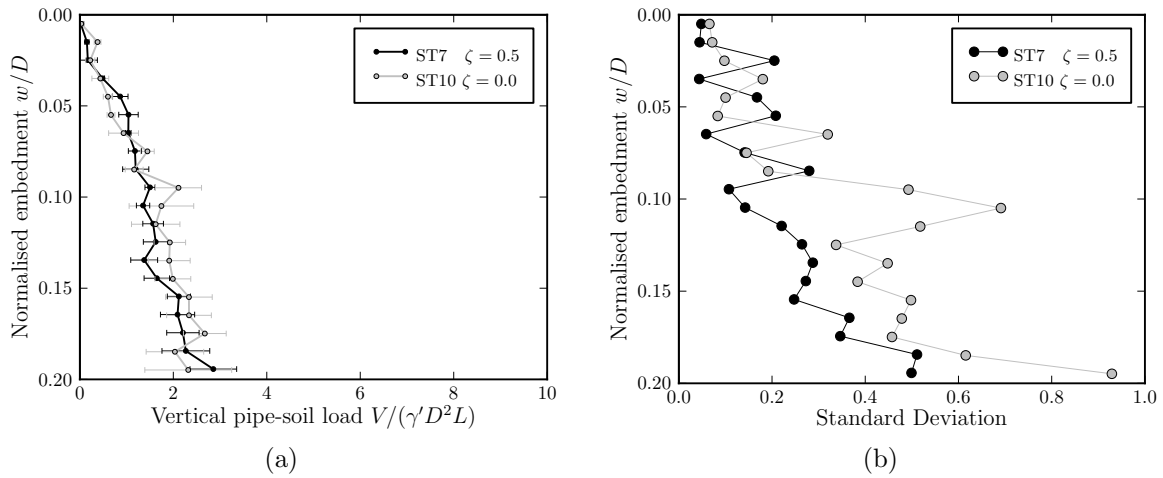 0.00
0.05
0.10
0.15
0.20
Normalised embedment w/D
0 2 4 6 8 10
Vertical pipe-soil load V/(γ′D²L)
ST7 ζ = 0.5
ST10 ζ = 0.0
(a)
0.00
0.05
0.10
0.15
0.20
Normalised embedment w/D
0.0 0.2 0.4 0.6 0.8 1.0
Standard Deviation
ST7 ζ = 0.5
ST10 ζ = 0.0
(b)